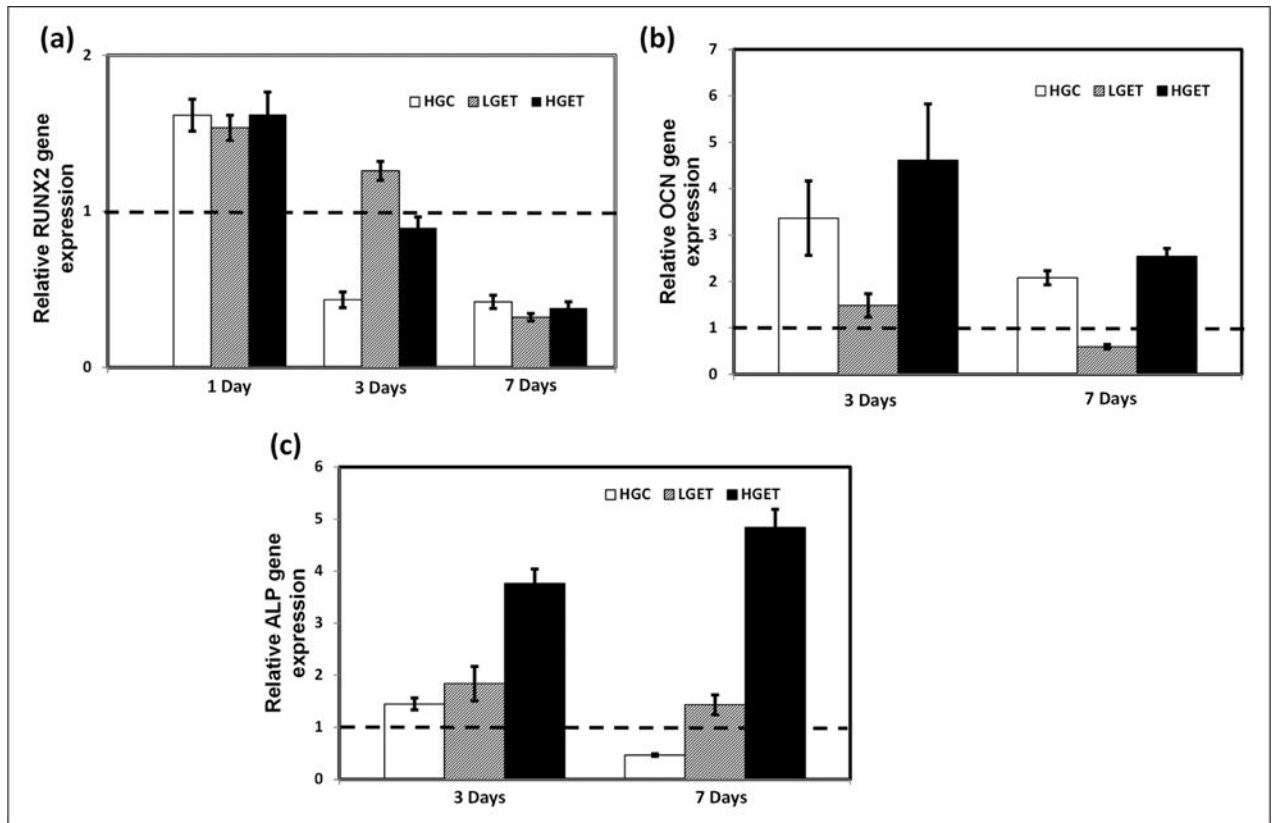 (a)
2
1
0
Relative RUNX2 gene
expression
HGC LGET HGET
1 Day 3 Days 7 Days
(b)
7
6
5
4
3
2
1
0
Relative OCN gene
expression
HGC LGET HGET
3 Days 7 Days
(c)
6
5
4
3
2
1
0
Relative ALP gene
expression
HGC LGET HGET
3 Days 7 Days